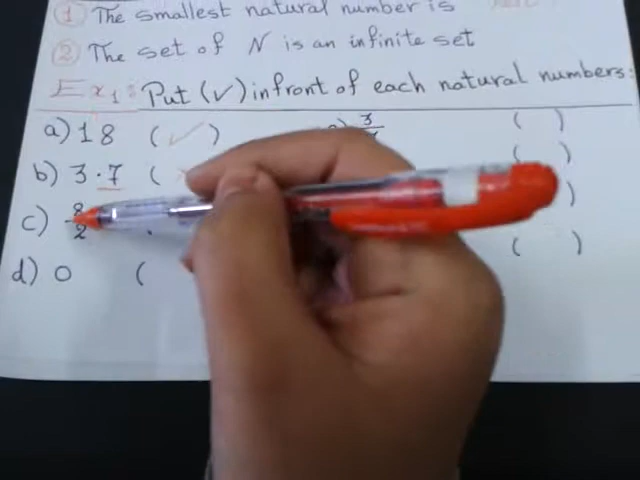 ① The smallest natural number is
② The set of N is an infinite set
Ex1: Put (✓) infront of each natural numbers:
a) 18 (✓) 3 ( )
b) 3.7 ( ( )
c) 8/2 )
d) 0 ( ( )